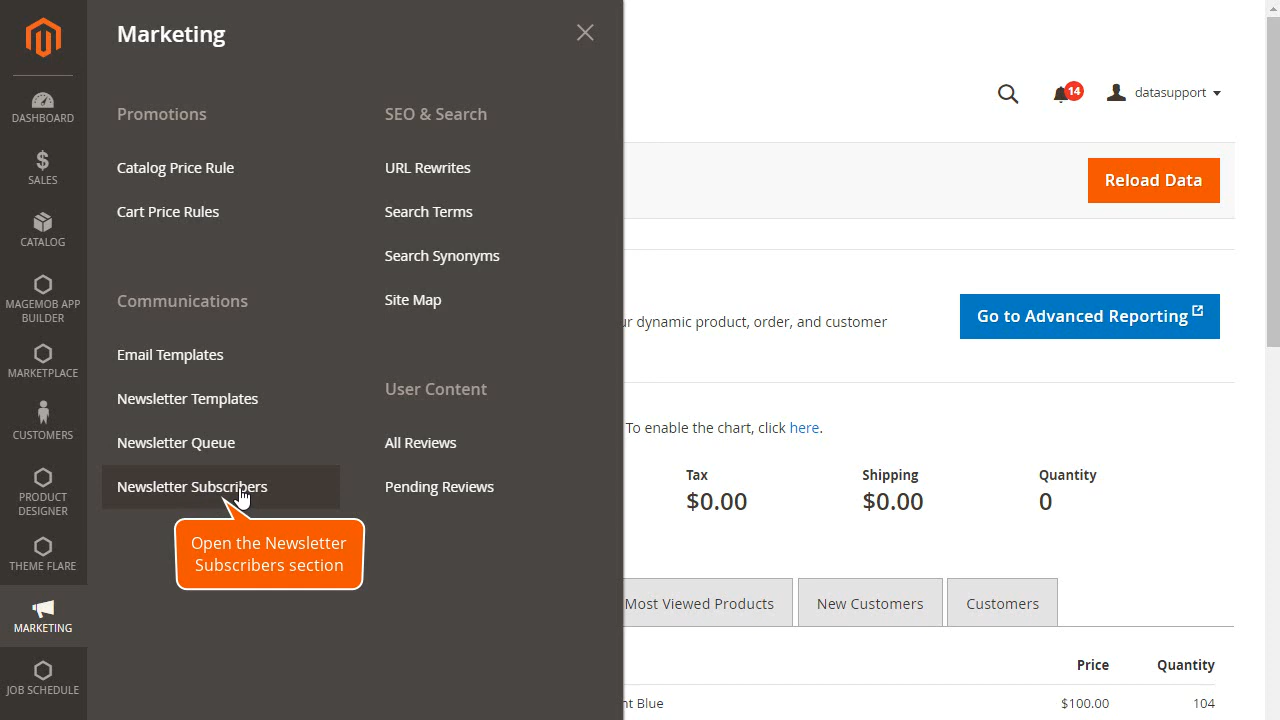 DASHBOARD
SALES
CATALOG
MAGEMOB APP
BUILDER
MARKETPLACE
CUSTOMERS
PRODUCT
DESIGNER
THEME FLARE
MARKETING
JOB SCHEDULE
Marketing
Promotions
Catalog Price Rule
Cart Price Rules
Communications
Email Templates
Newsletter Templates
Newsletter Queue
Newsletter Subscribers
Open the Newsletter
Subscribers section
SEO & Search
URL Rewrites
Search Terms
Search Synonyms
Site Map
User Content
All Reviews
Pending Reviews
14
datasupport
Reload Data
dynamic product, order, and customer
Go to Advanced Reporting
To enable the chart, click here.
Tax
Shipping
Quantity
$0.00
$0.00
0
Most Viewed Products
New Customers
Customers
Price
Quantity
Blue
$100.00
104